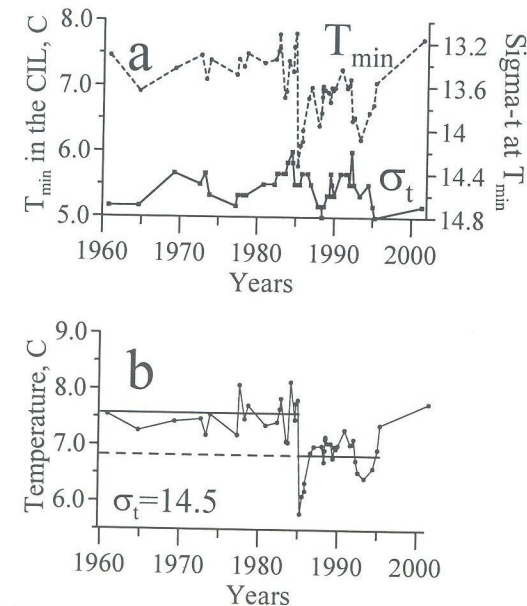 8.0
7.0
6.0
5.0
T min in the CIL, C
a
T min
σt
13.2
13.6
14
14.4
14.8
Sigma-t at T min
1960 1970 1980 1990 2000
Years
9.0
8.0
7.0
6.0
Temperature, C
b
σt=14.5
1960 1970 1980 1990 2000
Years